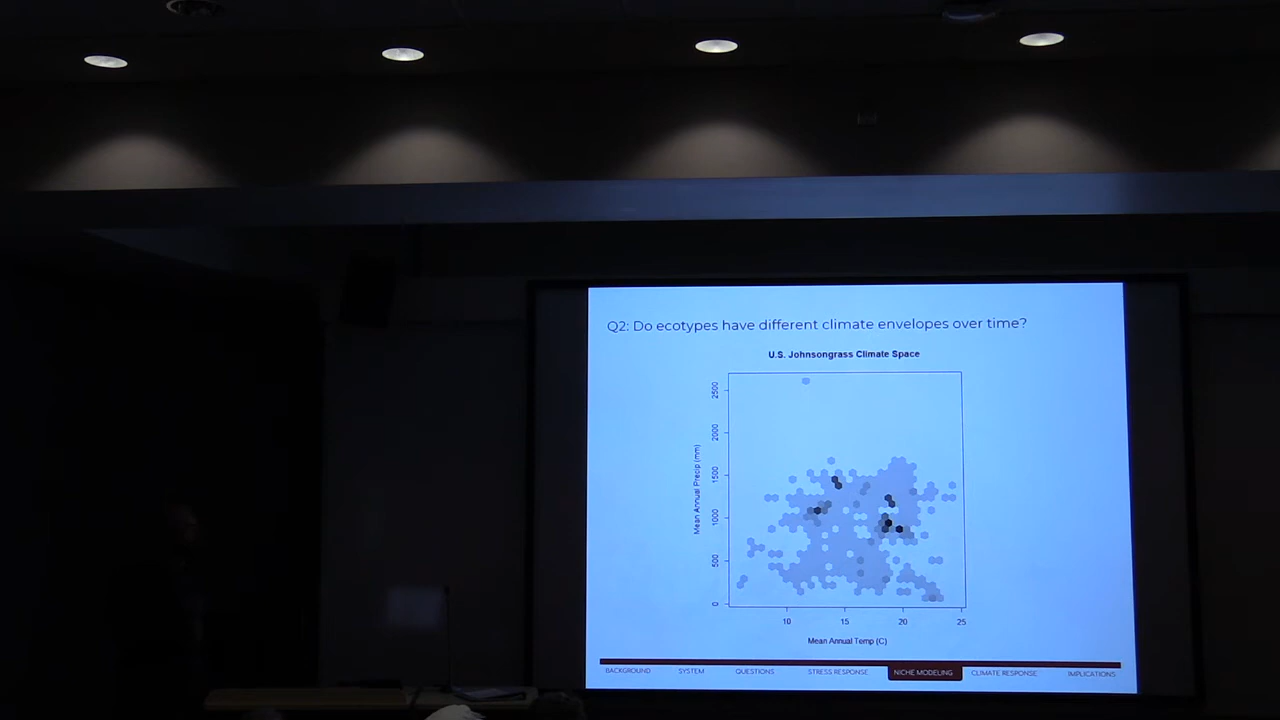 Q2: Do ecotypes have different climate envelopes over time?
U.S. Johnsongrass Climate Space
2500
2000
1500
1000
500
0
Mean Annual Precip (mm)
10 15 20 25
Mean Annual Temp (C)
BACKGROUND SYSTEM QUESTIONS STRESS RESPONSE NICHE MODELING CLIMATE RESPONSE IMPLICATIONS